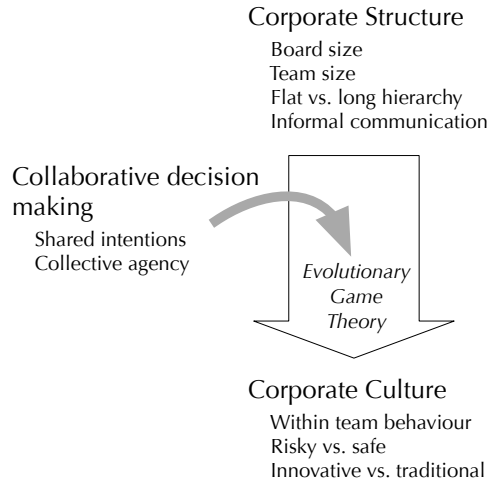 Corporate Structure
Board size
Team size
Flat vs. long hierarchy
Informal communication
Collaborative decision
making
Shared intentions
Collective agency
Evolutionary
Game
Theory
Corporate Culture
Within team behaviour
Risky vs. safe
Innovative vs. traditional